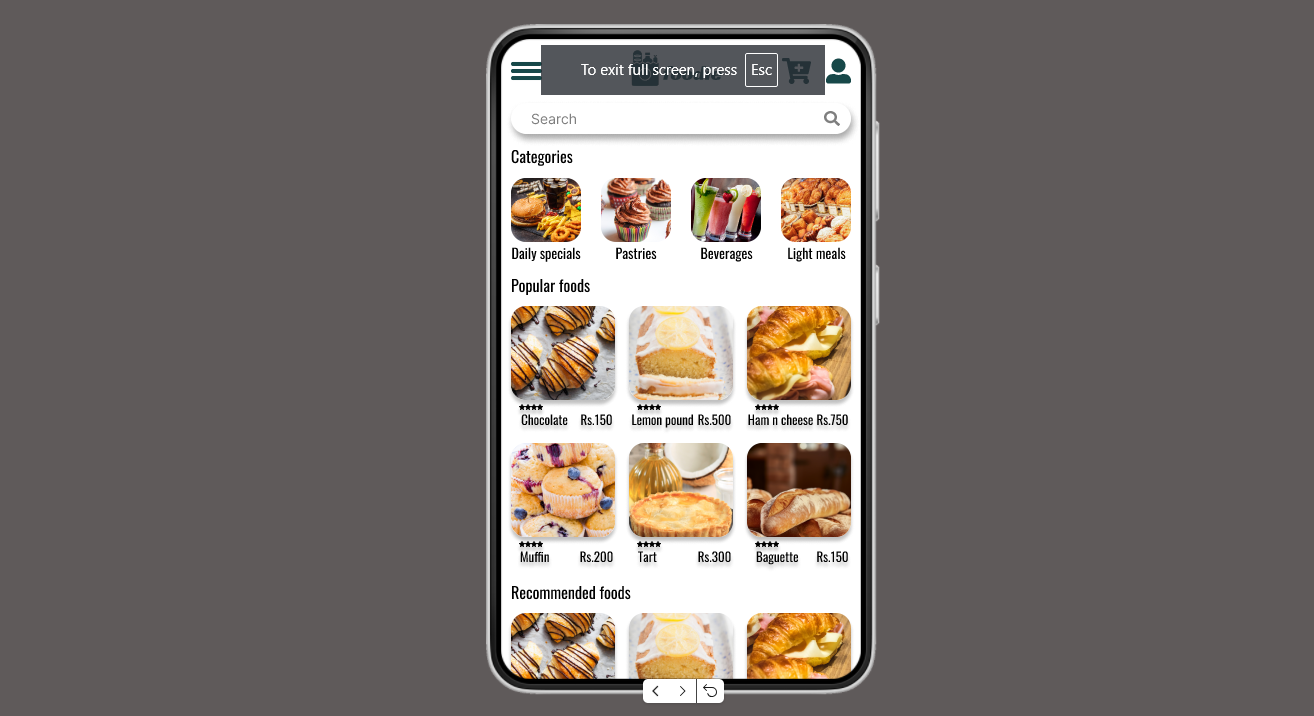 To exit full screen, press Esc
foodie
Search
Categories
Daily specials Pastries Beverages Light meals
Popular foods
Chocolate Rs.150 Lemon pound Rs.500 Ham n cheese Rs.750
Muffin Rs.200 Tart Rs.300 Baguette Rs.150
Recommended foods